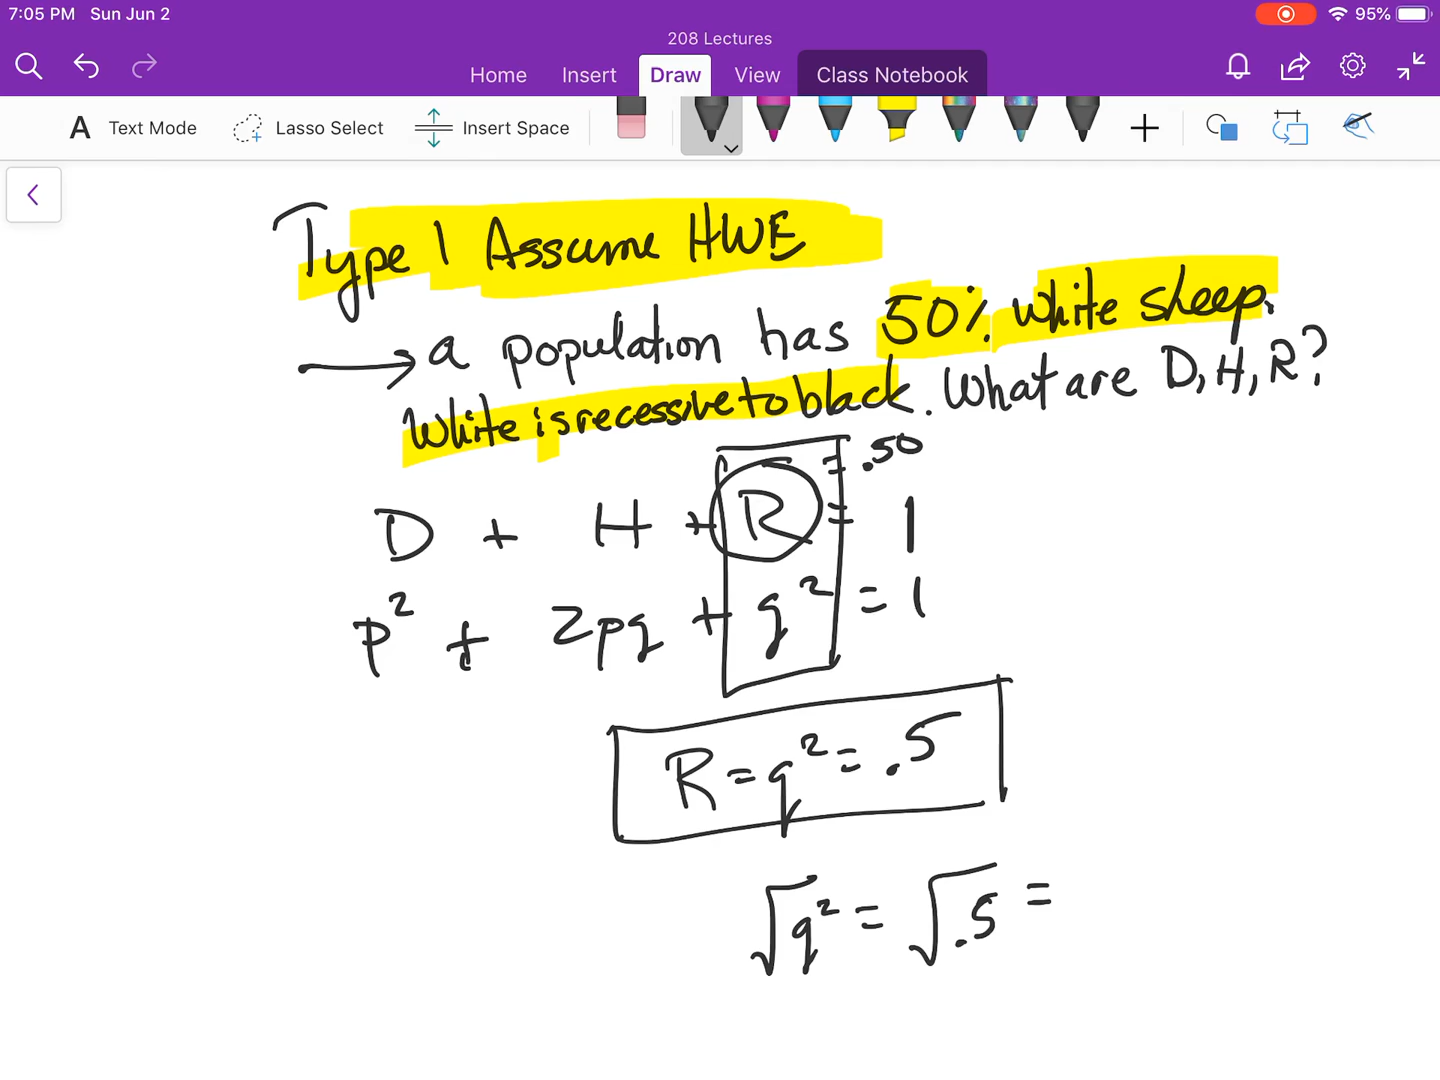 7:05 PM Sun Jun 2
95%
208 Lectures
Home Insert Draw View Class Notebook
A Text Mode Lasso Select Insert Space
Type 1 Assume HWE
→ a population has 50% white sheep.
White is recessive to black. What are D, H, R?
= .50
D + H + R = 1
p² + 2pq + q² = 1
R = q² = .5
√q² = √.5 =